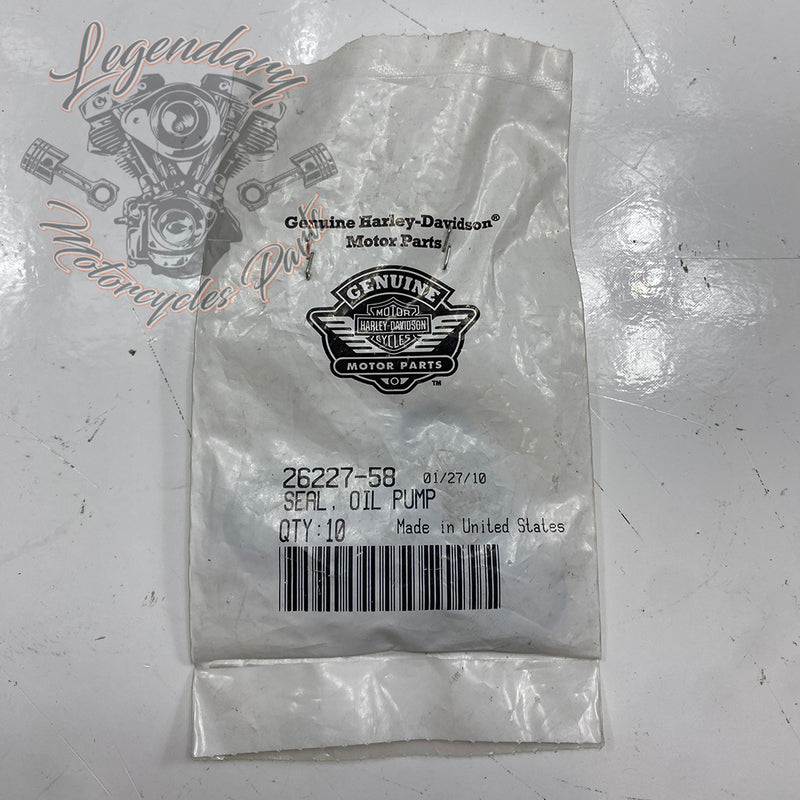 Legendary
Motorcycles Parts
Genuine Harley-Davidson®
Motor Parts
GENUINE
MOTOR
HARLEY-DAVIDSON
CYCLES
MOTOR PARTS
™
26227-58 01/27/10
SEAL, OIL PUMP
QTY:10 Made in United States